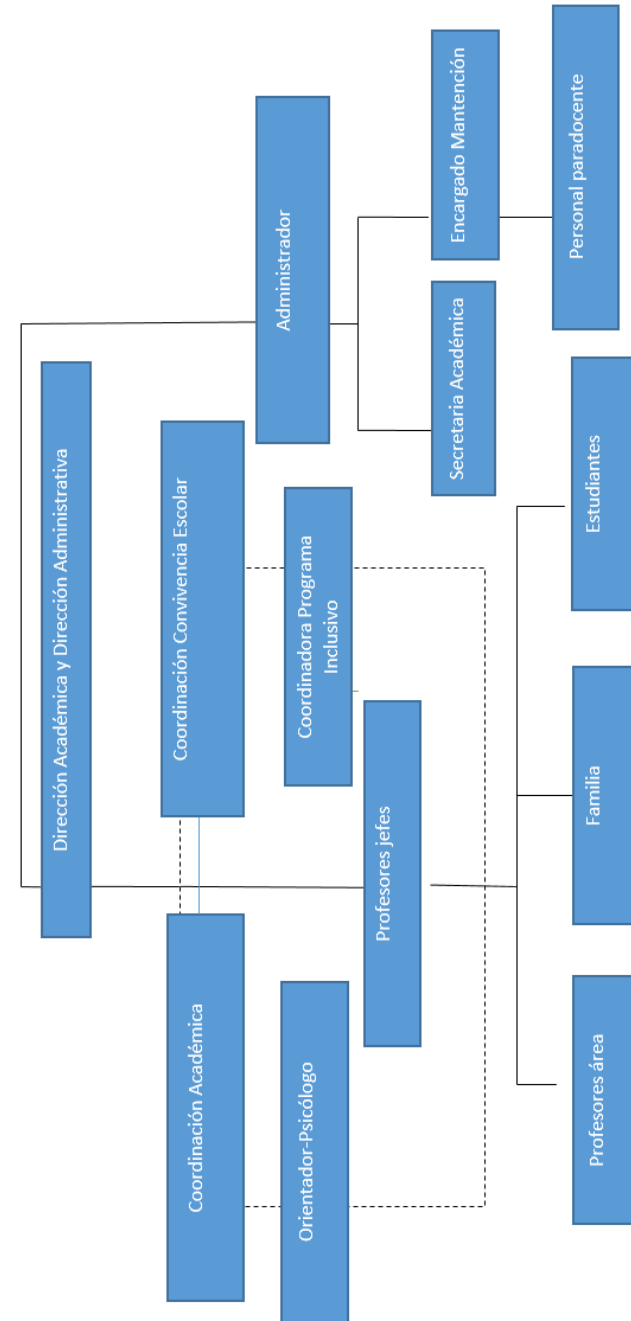 Dirección Académica y Dirección Administrativa
Coordinación Académica
Coordinación Convivencia Escolar
Administrador
Orientador-Psicólogo
Coordinadora Programa
Inclusivo
Profesores jefes
Secretaria Académica
Encargado Mantención
Personal paradocente
Profesores área
Familia
Estudiantes